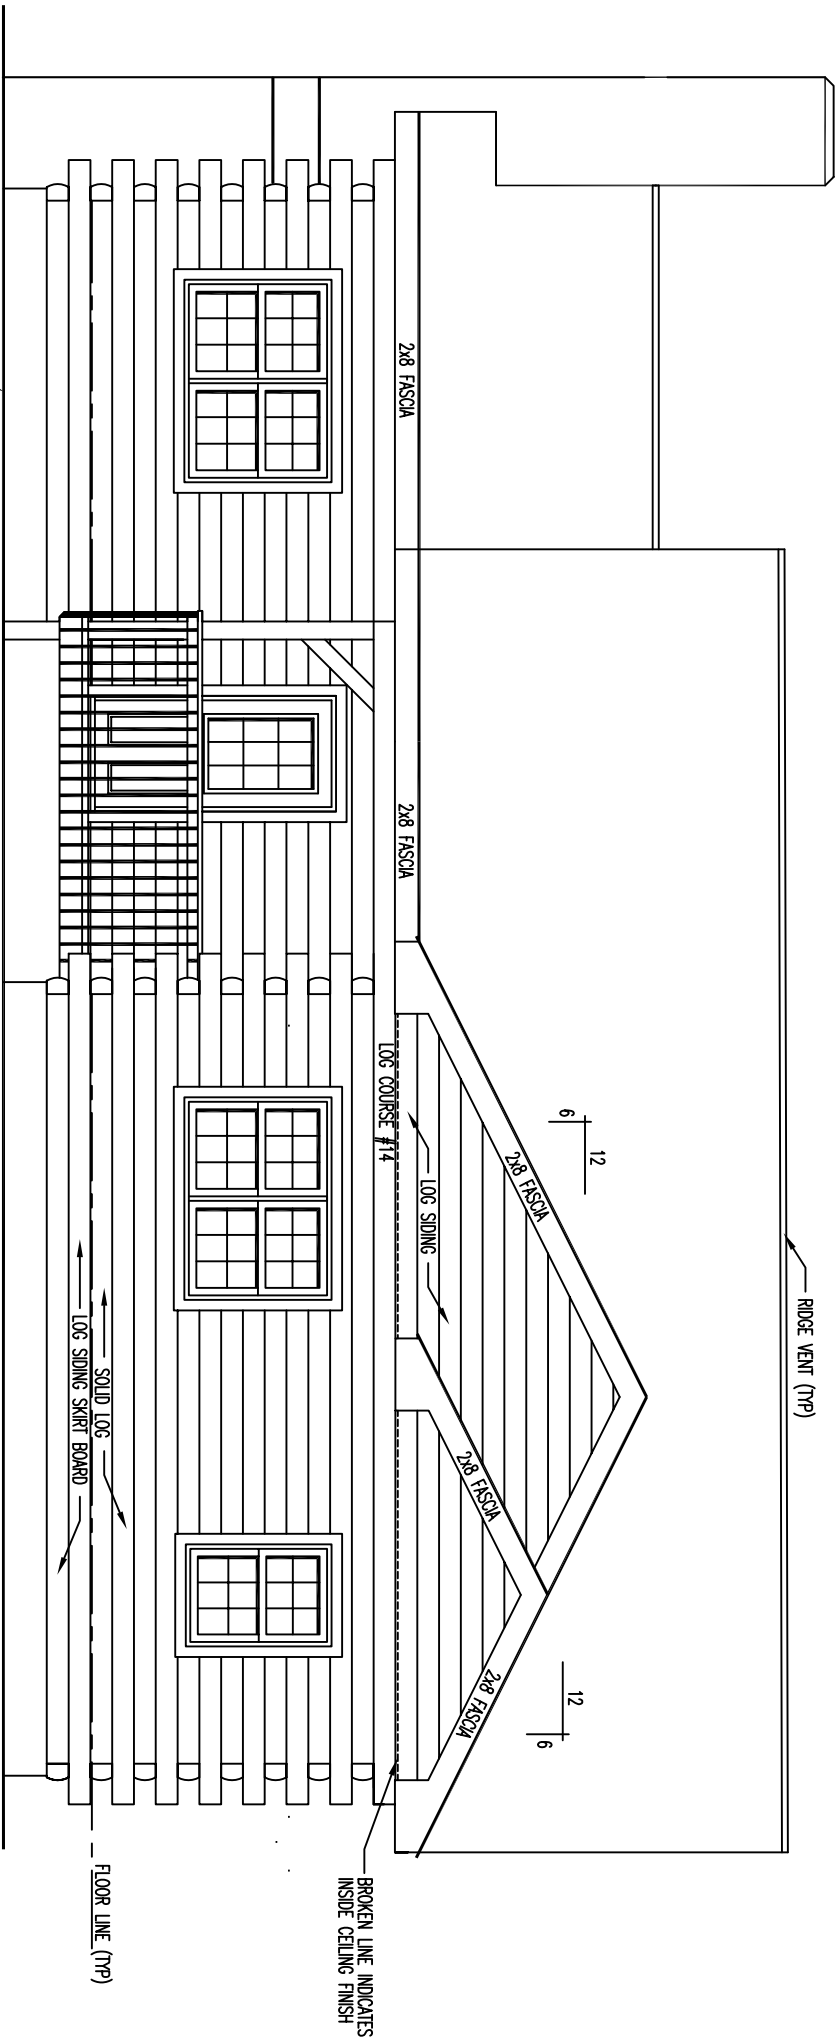 RIDGE VENT (TYP)
12
6
12
6
2x8 FASCIA
2x8 FASCIA
2x8 FASCIA
2x8 FASCIA
2x8 FASCIA
LOG SIDING
LOG COURSE #14
BROKEN LINE INDICATES
INSIDE CEILING FINISH
SOLID LOG
LOG SIDING SKIRT BOARD
FLOOR LINE (TYP)